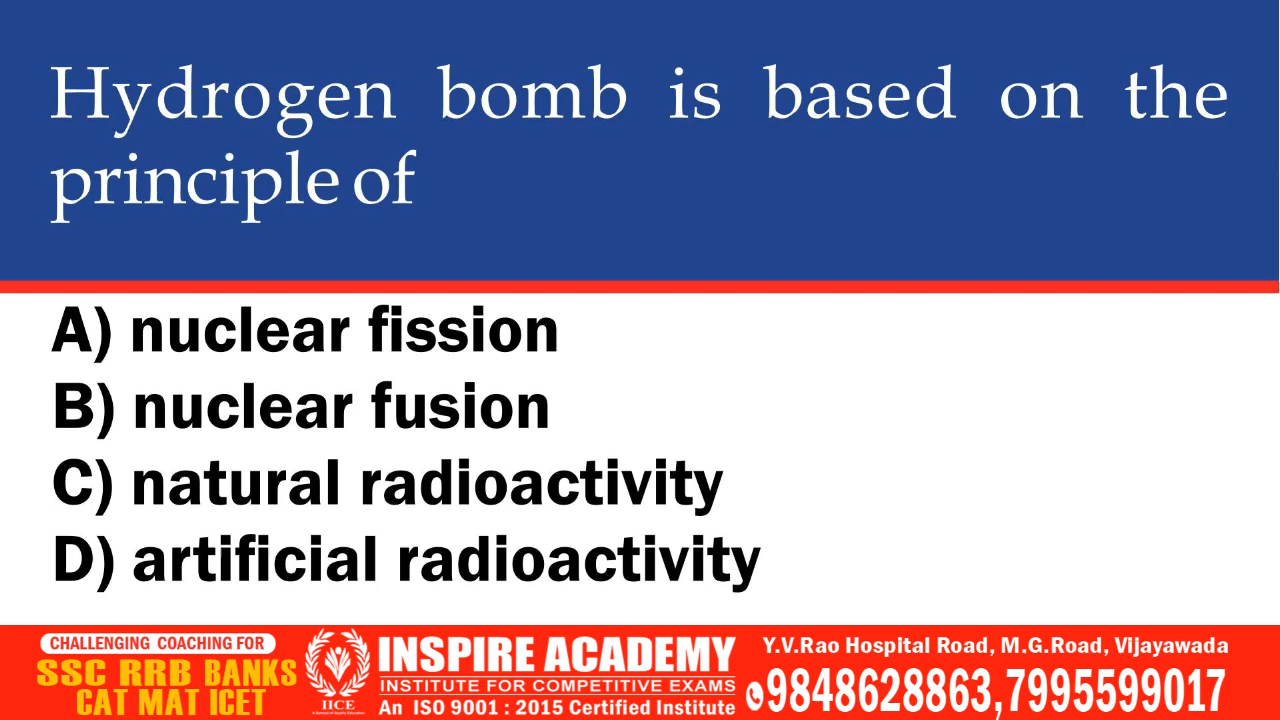 Hydrogen bomb is based on the
principle of
A) nuclear fission
B) nuclear fusion
C) natural radioactivity
D) artificial radioactivity
CHALLENGING COACHING FOR
SSC RRB BANKS
CAT MAT ICET
IICE
INSPIRE ACADEMY
INSTITUTE FOR COMPETITIVE EXAMS
An ISO 9001 : 2015 Certified Institute
Y.V.Rao Hospital Road, M.G.Road, Vijayawada
9848628863,7995599017